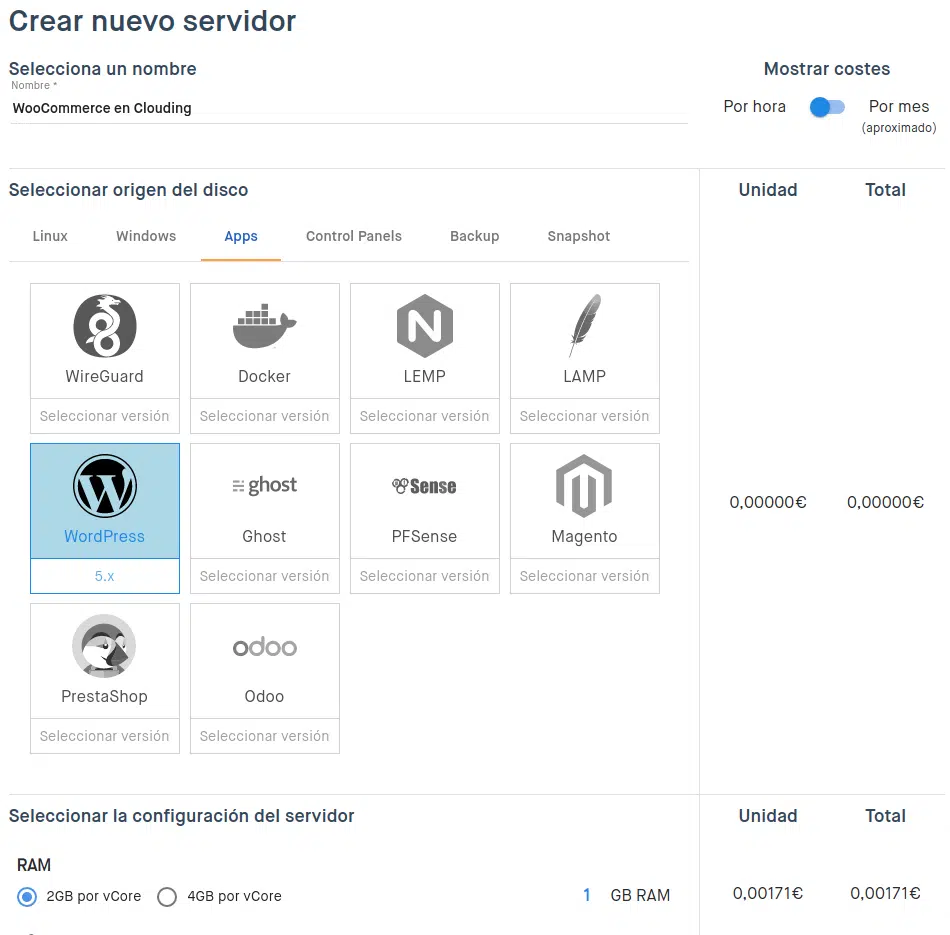 Crear nuevo servidor
Selecciona un nombre
Nombre *
WooCommerce en Clouding
Mostrar costes
Por hora
Por mes
(aproximado)
Seleccionar origen del disco
Unidad
Total
Linux
Windows
Apps
Control Panels
Backup
Snapshot
WireGuard
Docker
N
LEMP
LAMP
Seleccionar versión
Seleccionar versión
Seleccionar versión
Seleccionar versión
ghost
Sense
WordPress
Ghost
PFSense
Magento
0,00000€
0,00000€
5.x
Seleccionar versión
Seleccionar versión
Seleccionar versión
odoo
PrestaShop
Odoo
Seleccionar versión
Seleccionar versión
Seleccionar la configuración del servidor
Unidad
Total
RAM
2GB por vCore
4GB por vCore
1 GB RAM
0,00171€
0,00171€